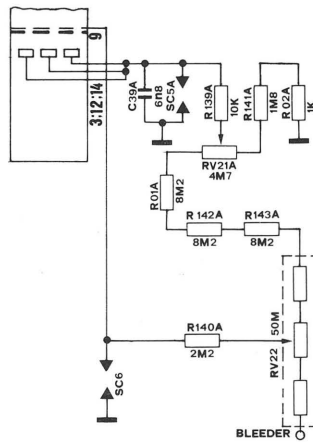 9
3;12;14
C39A
6n8
SC5A
R139A
10K
R141A
1M8
R02A
1K
RV21A
4M7
R01A
8M2
R142A
8M2
R143A
8M2
R140A
2M2
50M
RV22
SC6
BLEEDER